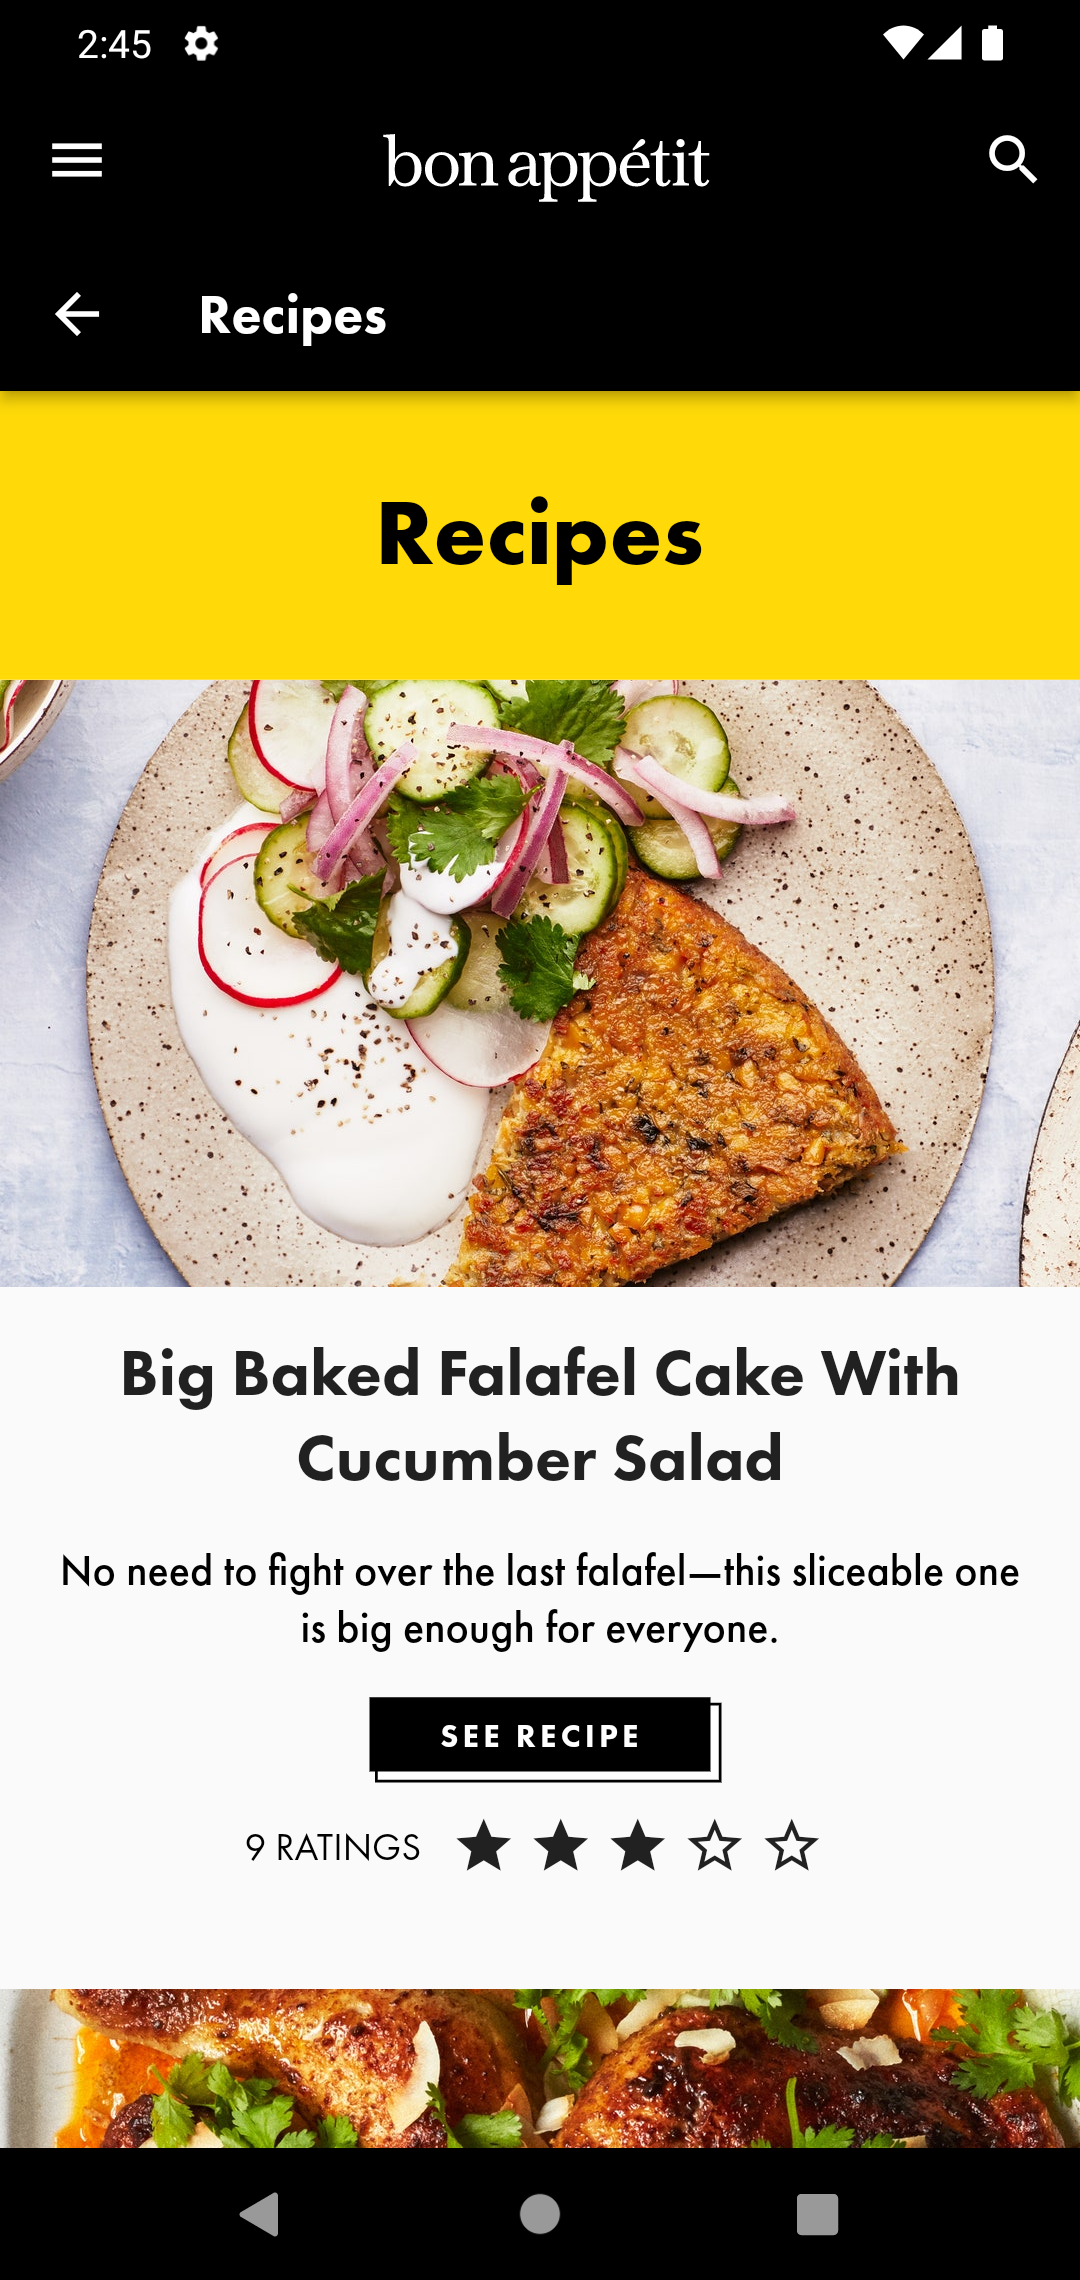 2:45
bon appétit
Recipes
Recipes
Big Baked Falafel Cake With
Cucumber Salad
No need to fight over the last falafel—this sliceable one
is big enough for everyone.
SEE RECIPE
9 RATINGS